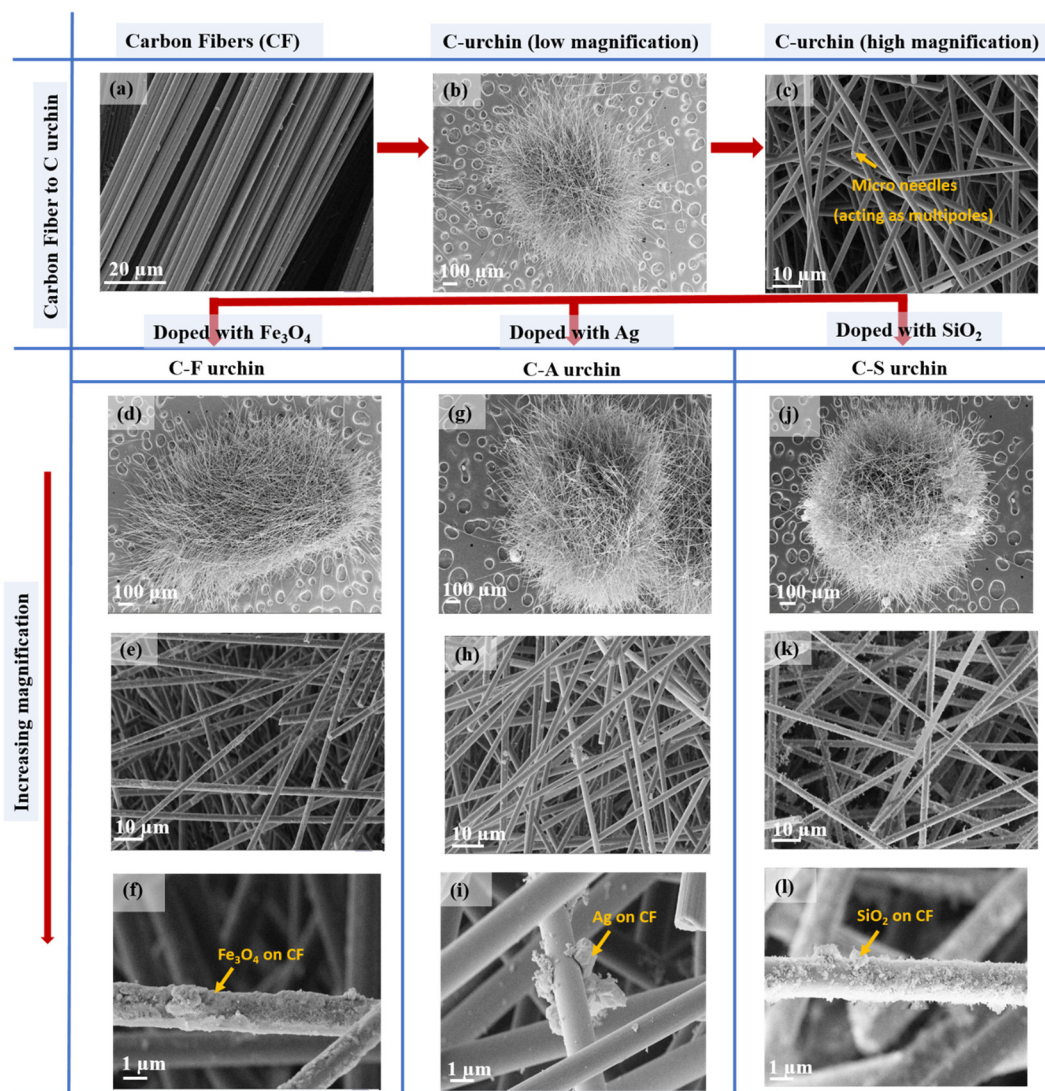 Carbon Fibers (CF)
C-urchin (low magnification)
C-urchin (high magnification)
Carbon Fiber to C urchin
(a)
20 µm
(b)
100 µm
(c)
Micro needles
(acting as multipoles)
10 µm
Doped with Fe₃O₄
Doped with Ag
Doped with SiO₂
C-F urchin
C-A urchin
C-S urchin
Increasing magnification
(d)
100 µm
(g)
100 µm
(j)
100 µm
(e)
10 µm
(h)
10 µm
(k)
10 µm
(f)
Fe₃O₄ on CF
1 µm
(i)
Ag on CF
1 µm
(l)
SiO₂ on CF
1 µm